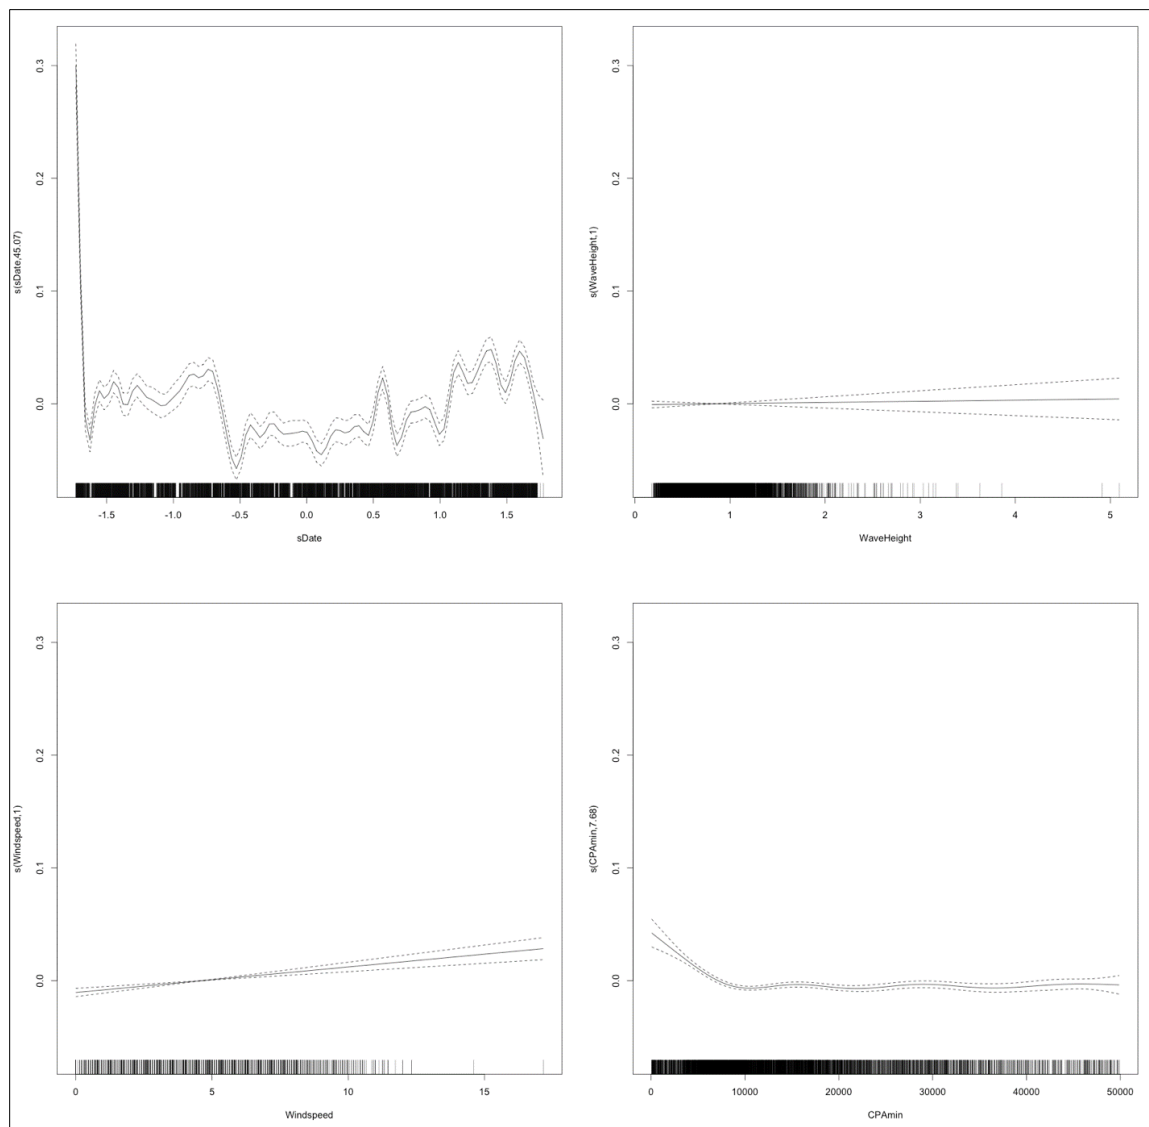 s(sDate,45.07)
0.3
0.2
0.1
0.0
-1.5 -1.0 -0.5 0.0 0.5 1.0 1.5
sDate
s(WaveHeight,1)
0.3
0.2
0.1
0.0
0 1 2 3 4 5
WaveHeight
s(Windspeed,1)
0.3
0.2
0.1
0.0
0 5 10 15
Windspeed
s(CPAmin,7.68)
0.3
0.2
0.1
0.0
0 10000 20000 30000 40000 50000
CPAmin